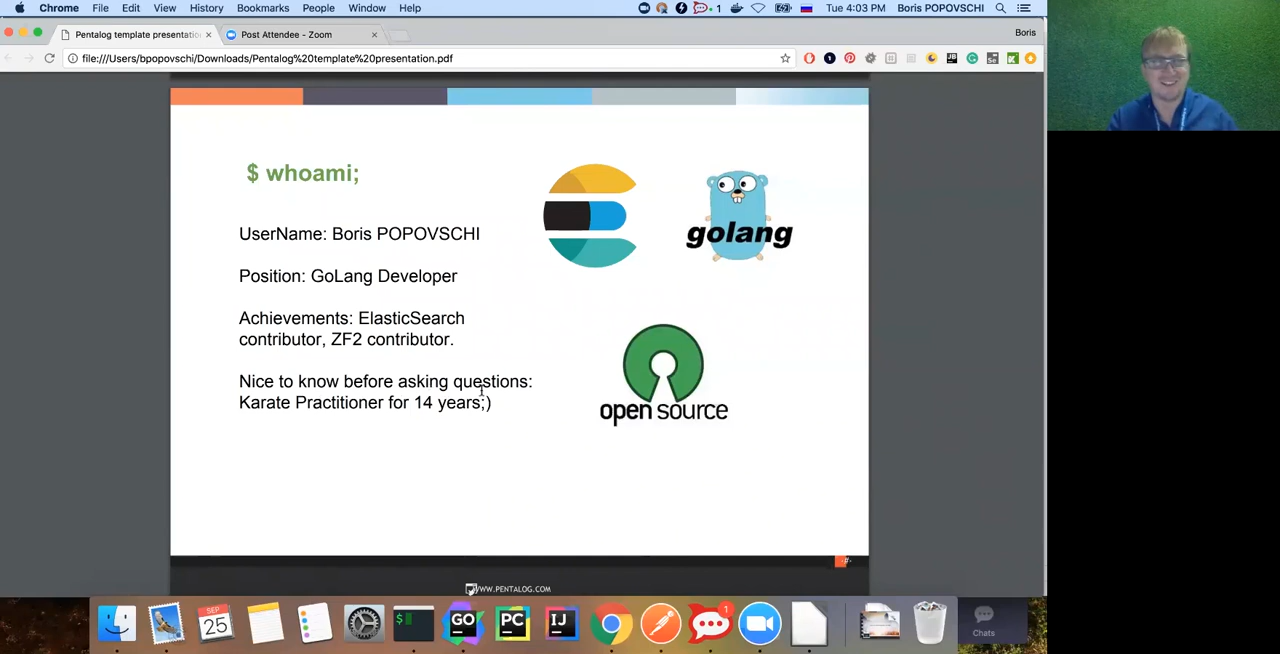 Chrome File Edit View History Bookmarks People Window Help
1 Tue 4:03 PM Boris POPOVSCHI
Pentalog template presentatio
Post Attendee - Zoom
Boris
file:///Users/bpopovschi/Downloads/Pentalog%20template%20presentation.pdf
$ whoami;
UserName: Boris POPOVSCHI
Position: GoLang Developer
Achievements: ElasticSearch
contributor, ZF2 contributor.
Nice to know before asking questions:
Karate Practitioner for 14 years;)
golang
open source
WWW.PENTALOG.COM
SEP
25
$
GO
PC
IJ
1
Chats